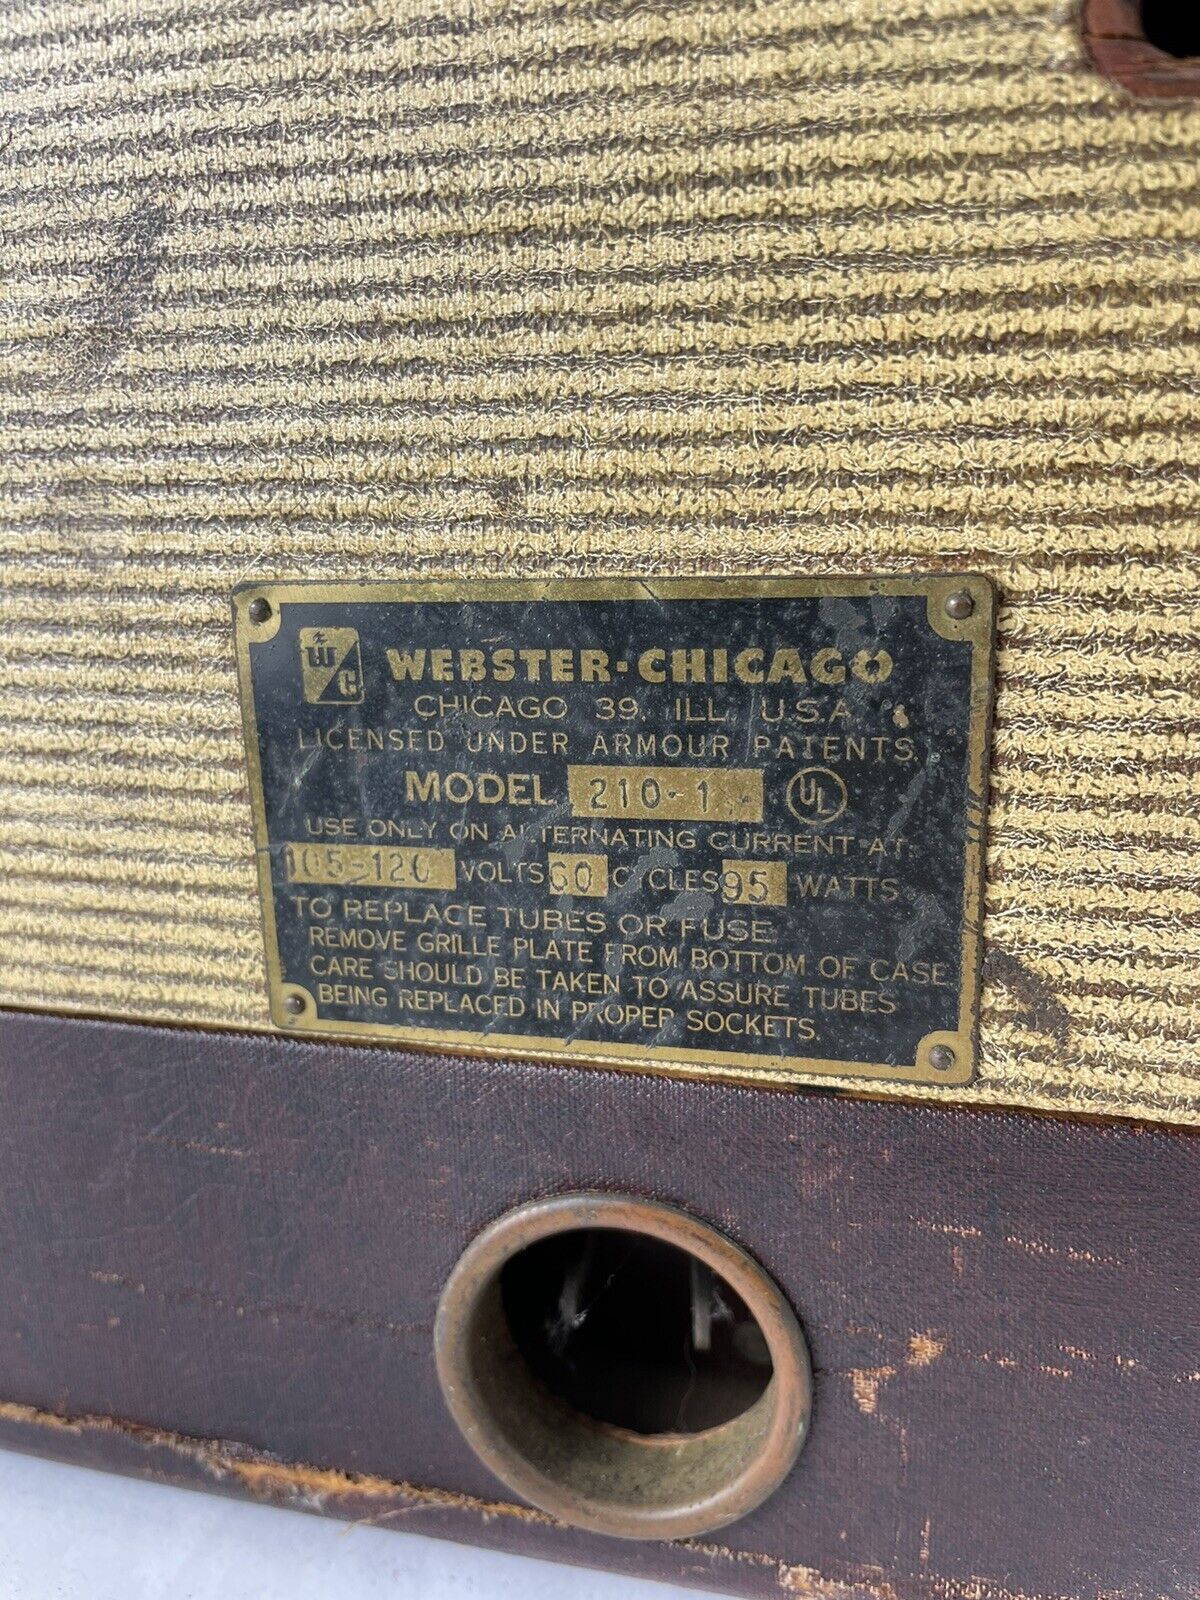 W C WEBSTER-CHICAGO
CHICAGO 39, ILL. U.S.A.
LICENSED UNDER ARMOUR PATENTS.
MODEL 210-1 UL
USE ONLY ON ALTERNATING CURRENT AT:
105-120 VOLTS 60 CYCLES 95 WATTS.
TO REPLACE TUBES OR FUSE
REMOVE GRILLE PLATE FROM BOTTOM OF CASE.
CARE SHOULD BE TAKEN TO ASSURE TUBES
BEING REPLACED IN PROPER SOCKETS.